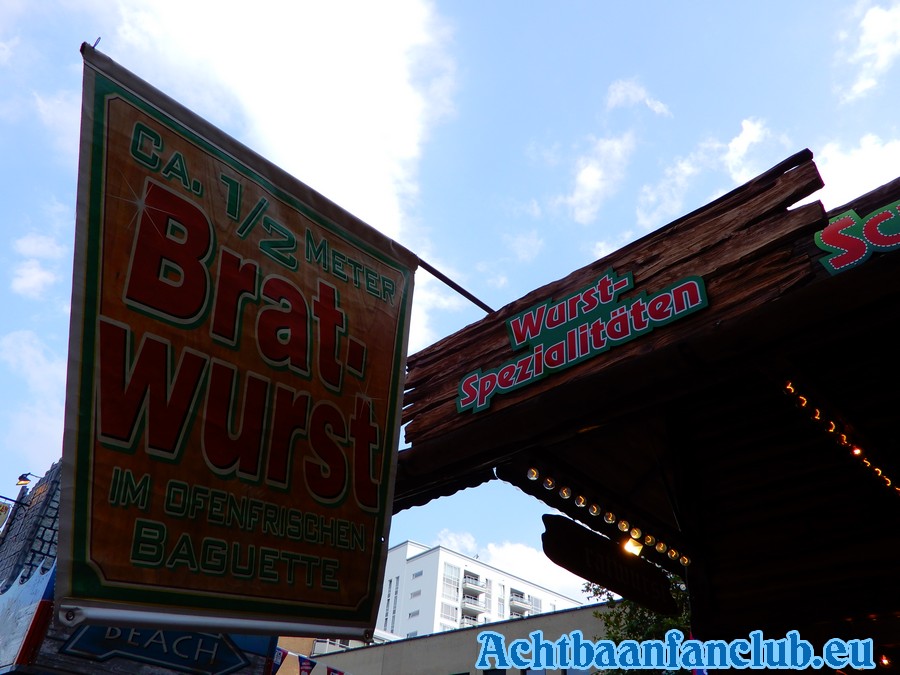 CA. 1/2 METER
Brat-
Wurst
IM OFENFRISCHEN
BAGUETTE
Wurst-
Spezialitäten
BEACH
Achtbaanfanclub.eu